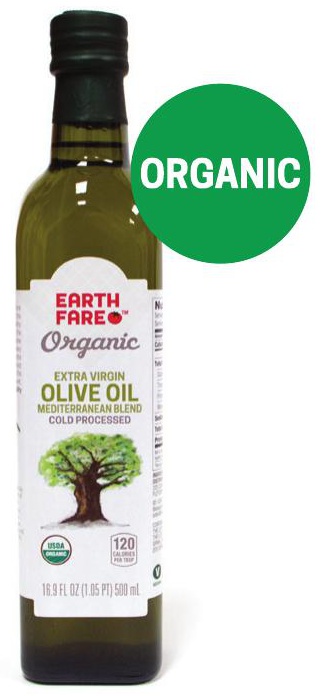 ORGANIC
EARTH
FARE™
Organic
EXTRA VIRGIN
OLIVE OIL
MEDITERRANEAN BLEND
COLD PROCESSED
USDA
ORGANIC
120
CALORIES
PER TBSP
16.9 FL OZ (1.05 PT) 500 mL